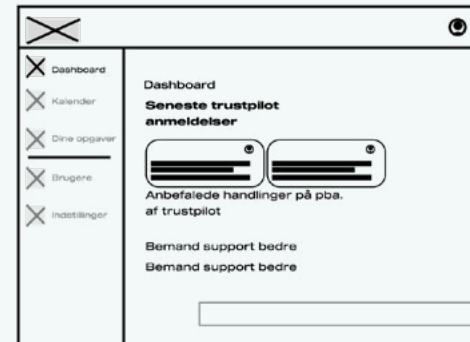 Dashboard
Kalender
Dine opgaver
Brugere
Indstillinger
Dashboard
Seneste trustpilot
anmeldelser
Anbefalede handlinger på pba.
af trustpilot
Bemand support bedre
Bemand support bedre